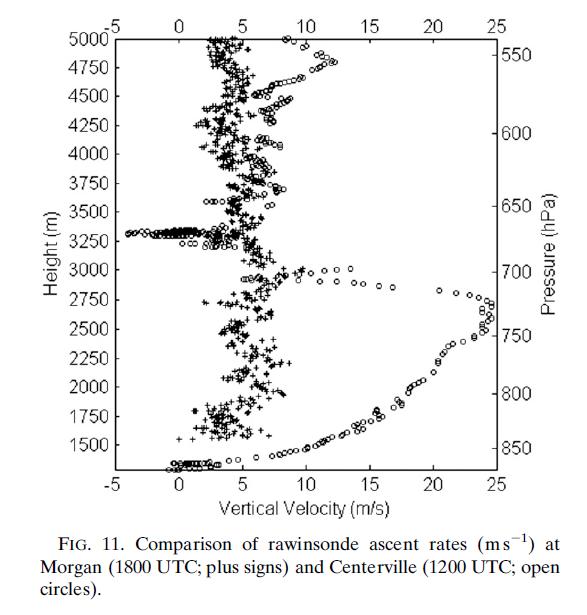 -5 0 5 10 15 20 25
5000
4750
4500
4250
4000
3750
3500
3250
3000
2750
2500
2250
2000
1750
1500
Height (m)
550
600
650
700
750
800
850
Pressure (hPa)
-5 0 5 10 15 20 25
Vertical Velocity (m/s)
FIG. 11. Comparison of rawinsonde ascent rates (m s⁻¹) at
Morgan (1800 UTC; plus signs) and Centerville (1200 UTC; open
circles).